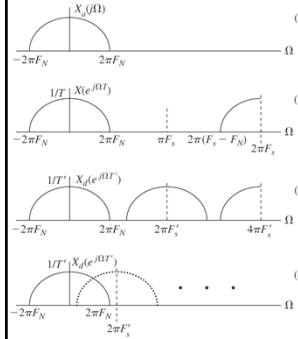 X_a(jΩ)
(
Ω
−2πF_N 2πF_N
1/T X(e^{jΩT})
(
Ω
−2πF_N 2πF_N πF_s 2π(F_s − F_N)
2πF_s
1/T′ X_d(e^{jΩT′})
(
Ω
−2πF_N 2πF_N 2πF′_s 4πF′_s
1/T′ X_d(e^{jΩT′})
(
Ω
−2πF_N 2πF_N
2πF′_s